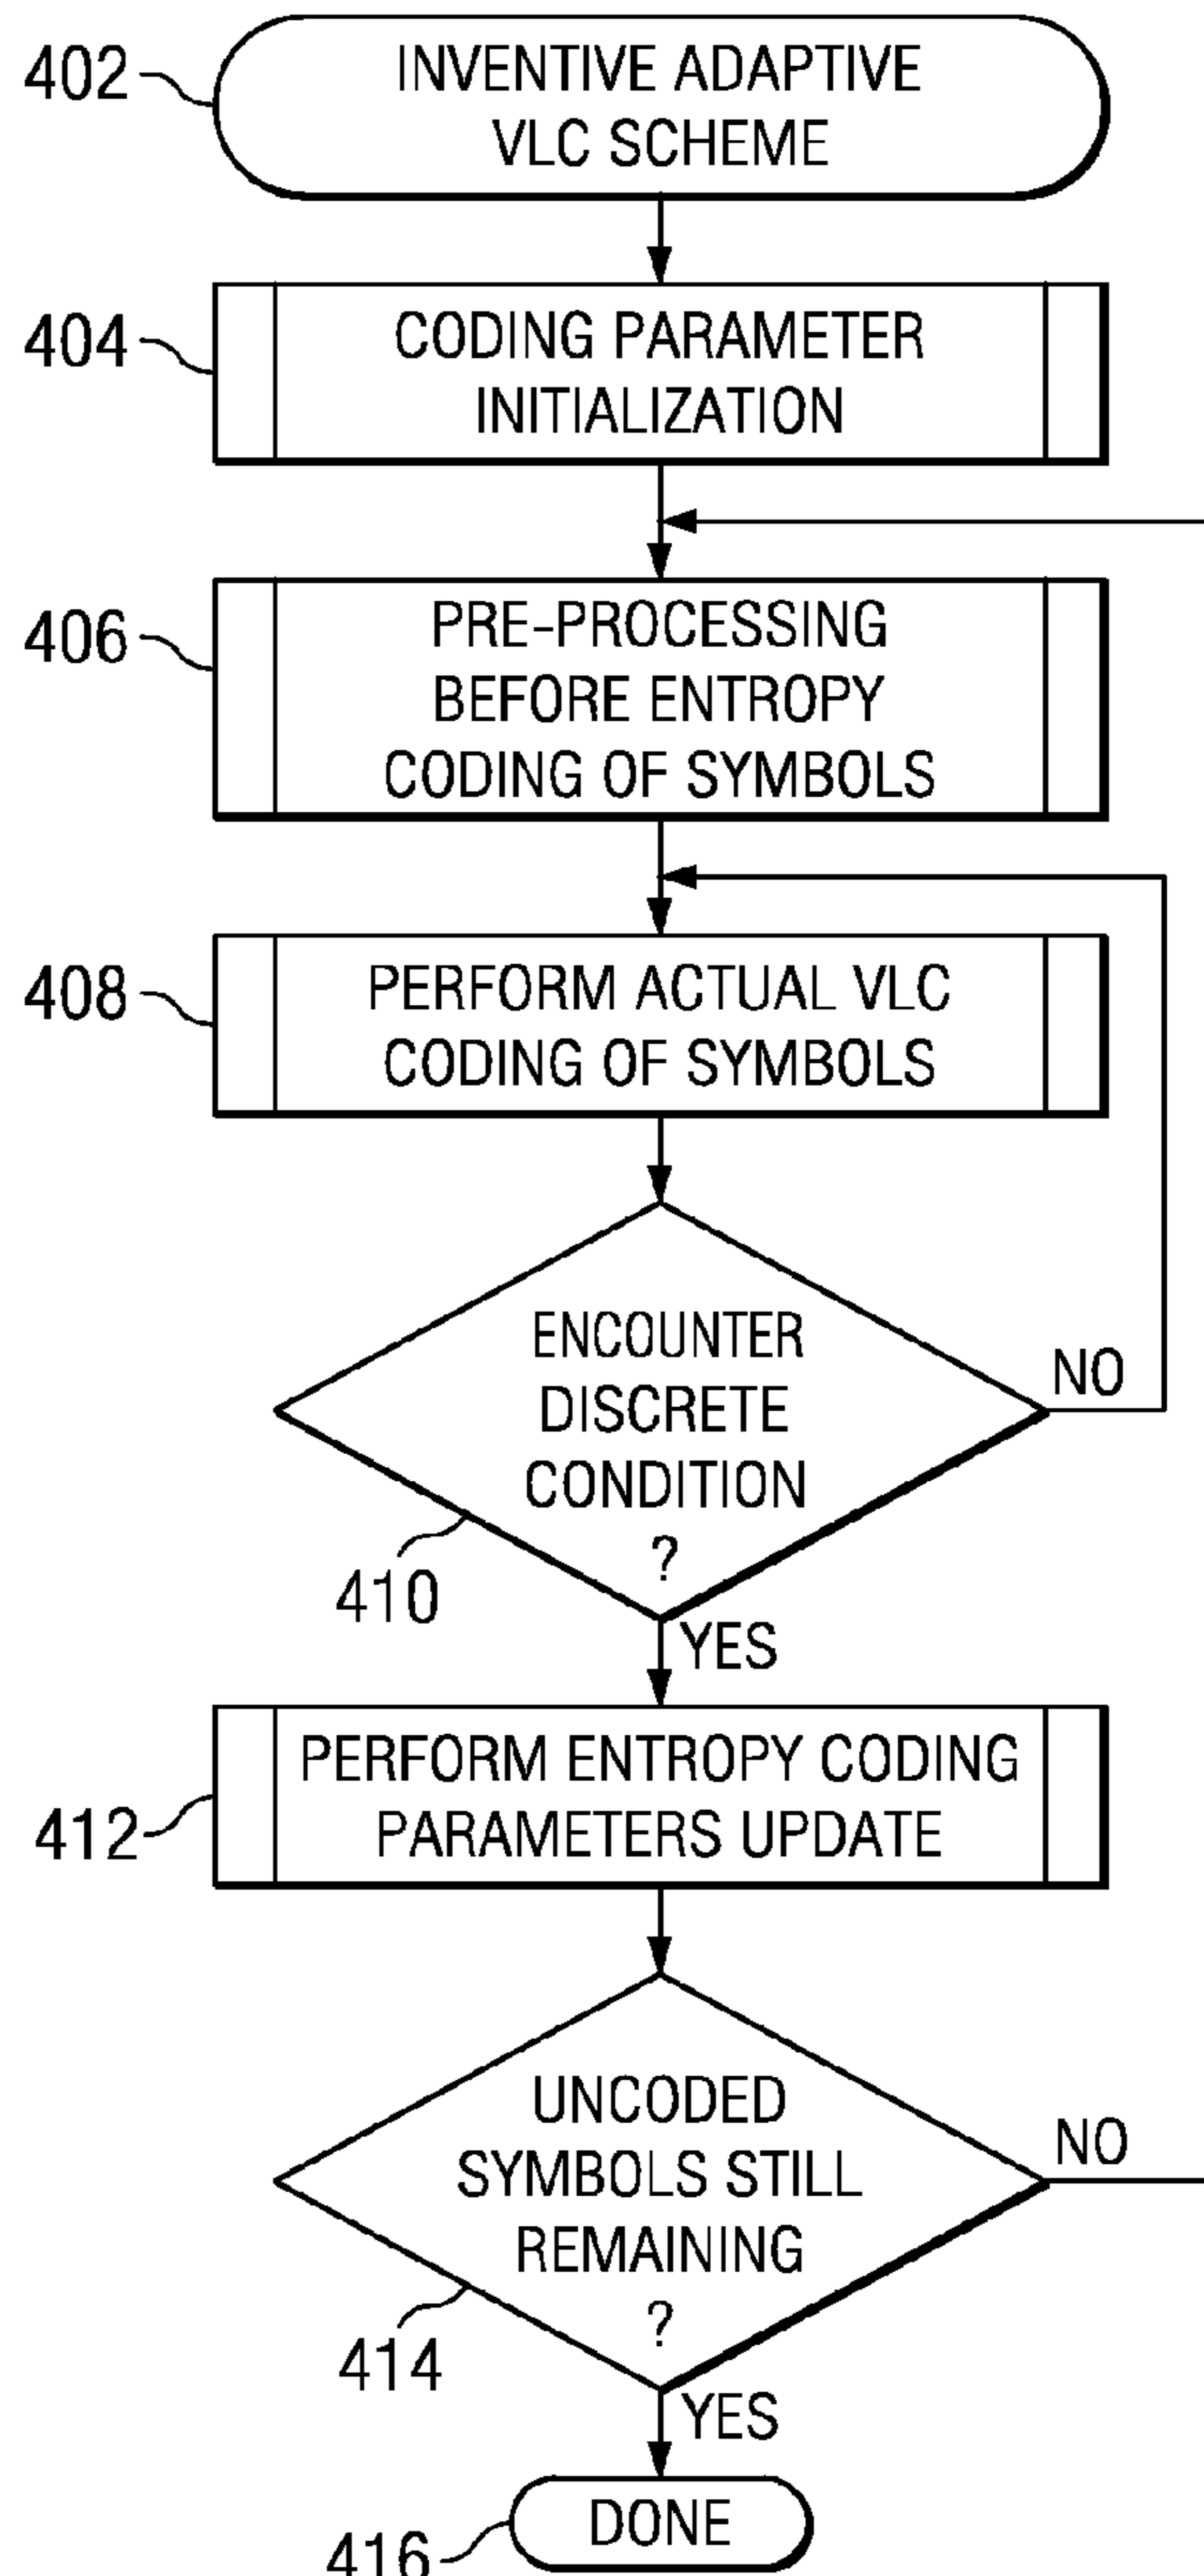 402
INVENTIVE ADAPTIVE
VLC SCHEME
404
CODING PARAMETER
INITIALIZATION
406
PRE-PROCESSING
BEFORE ENTROPY
CODING OF SYMBOLS
408
PERFORM ACTUAL VLC
CODING OF SYMBOLS
ENCOUNTER
DISCRETE
CONDITION
?
NO
410
YES
412
PERFORM ENTROPY CODING
PARAMETERS UPDATE
UNCODED
SYMBOLS STILL
REMAINING
?
NO
414
YES
DONE
416